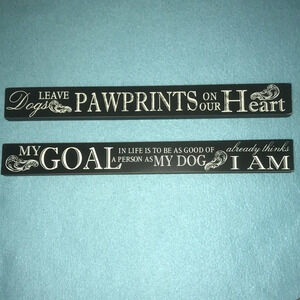 Dogs LEAVE PAWPRINTS ON OUR Heart
MY GOAL IN LIFE IS TO BE AS GOOD OF A PERSON AS MY DOG already thinks I AM